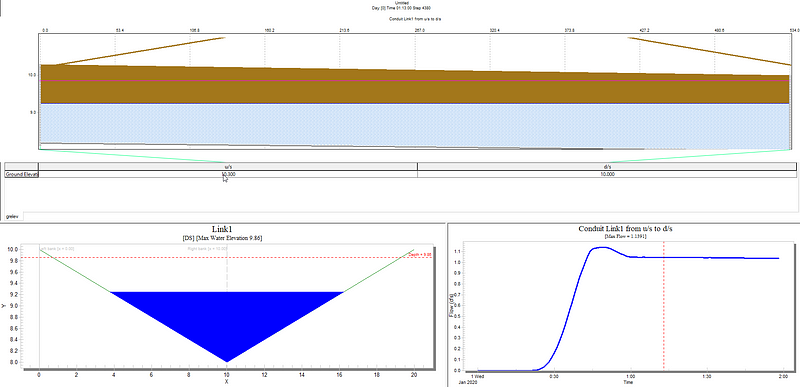 Untitled
Day [0] Time 01:13:00 Step 4380
Conduit Link1 from u/s to d/s
0.0 53.4 106.8 160.2 213.6 267.0 320.4 373.8 427.2 480.6 534.0
10.0
9.0
u/s d/s
Ground Elevati 10.300 10.000
grelev
Link1
[DS] [Max Water Elevation 9.86]
Left bank [x = 0.00] Right bank [x = 0.00]
10.0
9.8
9.6
9.4
9.2
9.0
8.8
8.6
8.4
8.2
8.0
Y
0 2 4 6 8 10 12 14 16 18 20
X
Conduit Link1 from u/s to d/s
[Max Flow = 1.1391]
1.1
1.0
0.9
0.8
0.7
0.6
0.5
0.4
0.3
0.2
0.1
0.0
Flow (cfs)
1 Wed 0:30 1:00 1:30 2:00
Jan 2020 Time